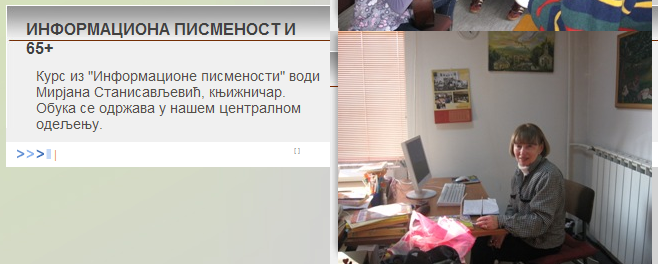 ИНФОРМАЦИОНА ПИСМЕНОСТ И
65+
Курс из "Информационе писмености" води
Мирјана Станисављевић, књижничар.
Обука се одржава у нашем централном
одељењу.
>>>